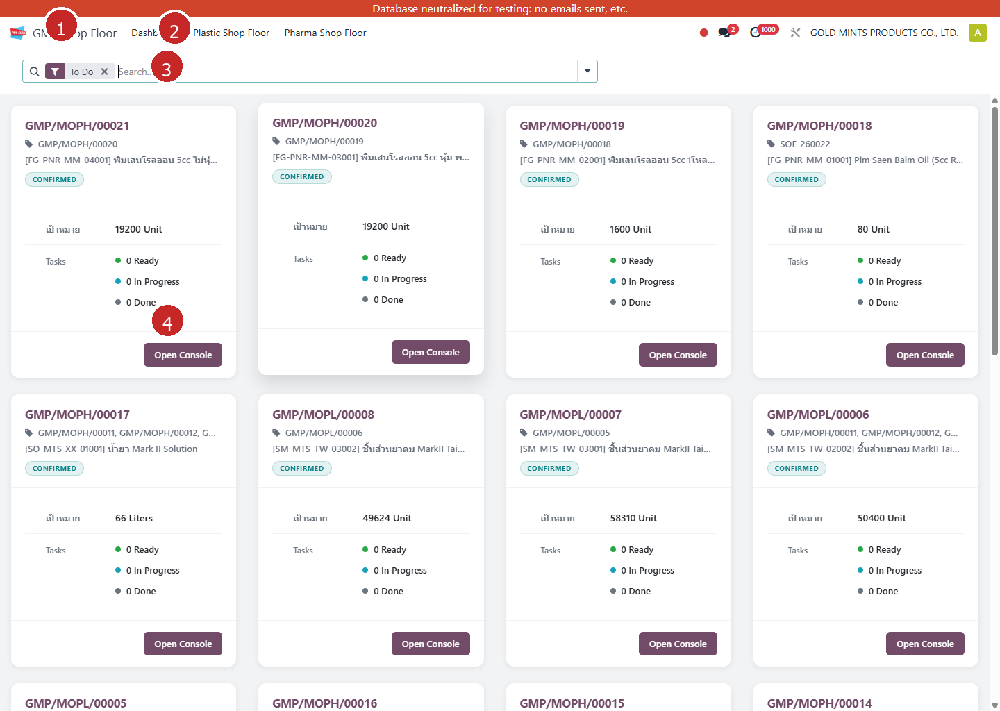 Database neutralized for testing: no emails sent, etc.
1
2
Shop Floor
Plastic Shop Floor
Pharma Shop Floor
2
1000
GOLD MINTS PRODUCTS CO., LTD.
A
To Do
Search...
3
GMP/MOPH/00021
GMP/MOPH/00020
[FG-PNR-MM-04001] พิมเสนโรลออน 5cc ไม่หุ้...
CONFIRMED
เป้าหมาย 19200 Unit
Tasks
0 Ready
0 In Progress
0 Done
4
Open Console
GMP/MOPH/00020
GMP/MOPH/00019
[FG-PNR-MM-03001] พิมเสนโรลออน 5cc หุ้ม พ...
CONFIRMED
เป้าหมาย 19200 Unit
Tasks
0 Ready
0 In Progress
0 Done
Open Console
GMP/MOPH/00019
GMP/MOPH/00018
[FG-PNR-MM-02001] พิมเสนโรลออน 5cc 1โหล...
CONFIRMED
เป้าหมาย 1600 Unit
Tasks
0 Ready
0 In Progress
0 Done
Open Console
GMP/MOPH/00018
SOE-260022
[FG-PNR-MM-01001] Pim Saen Balm Oil (5cc R...
CONFIRMED
เป้าหมาย 80 Unit
Tasks
0 Ready
0 In Progress
0 Done
Open Console
GMP/MOPH/00017
GMP/MOPH/00011, GMP/MOPH/00012, G...
[SO-MTS-XX-01001] น้ำยา Mark II Solution
CONFIRMED
เป้าหมาย 66 Liters
Tasks
0 Ready
0 In Progress
0 Done
Open Console
GMP/MOPL/00008
GMP/MOPL/00006
[SM-MTS-TW-03002] ชิ้นส่วนยาดม MarkII Tai...
CONFIRMED
เป้าหมาย 49624 Unit
Tasks
0 Ready
0 In Progress
0 Done
Open Console
GMP/MOPL/00007
GMP/MOPL/00005
[SM-MTS-TW-03001] ชิ้นส่วนยาดม MarkII Tai...
CONFIRMED
เป้าหมาย 58310 Unit
Tasks
0 Ready
0 In Progress
0 Done
Open Console
GMP/MOPL/00006
GMP/MOPH/00011, GMP/MOPH/00012, G...
[SM-MTS-TW-02002] ชิ้นส่วนยาดม MarkII Tai...
CONFIRMED
เป้าหมาย 50400 Unit
Tasks
0 Ready
0 In Progress
0 Done
Open Console
GMP/MOPL/00005
GMP/MOPH/00016
GMP/MOPH/00015
GMP/MOPH/00014